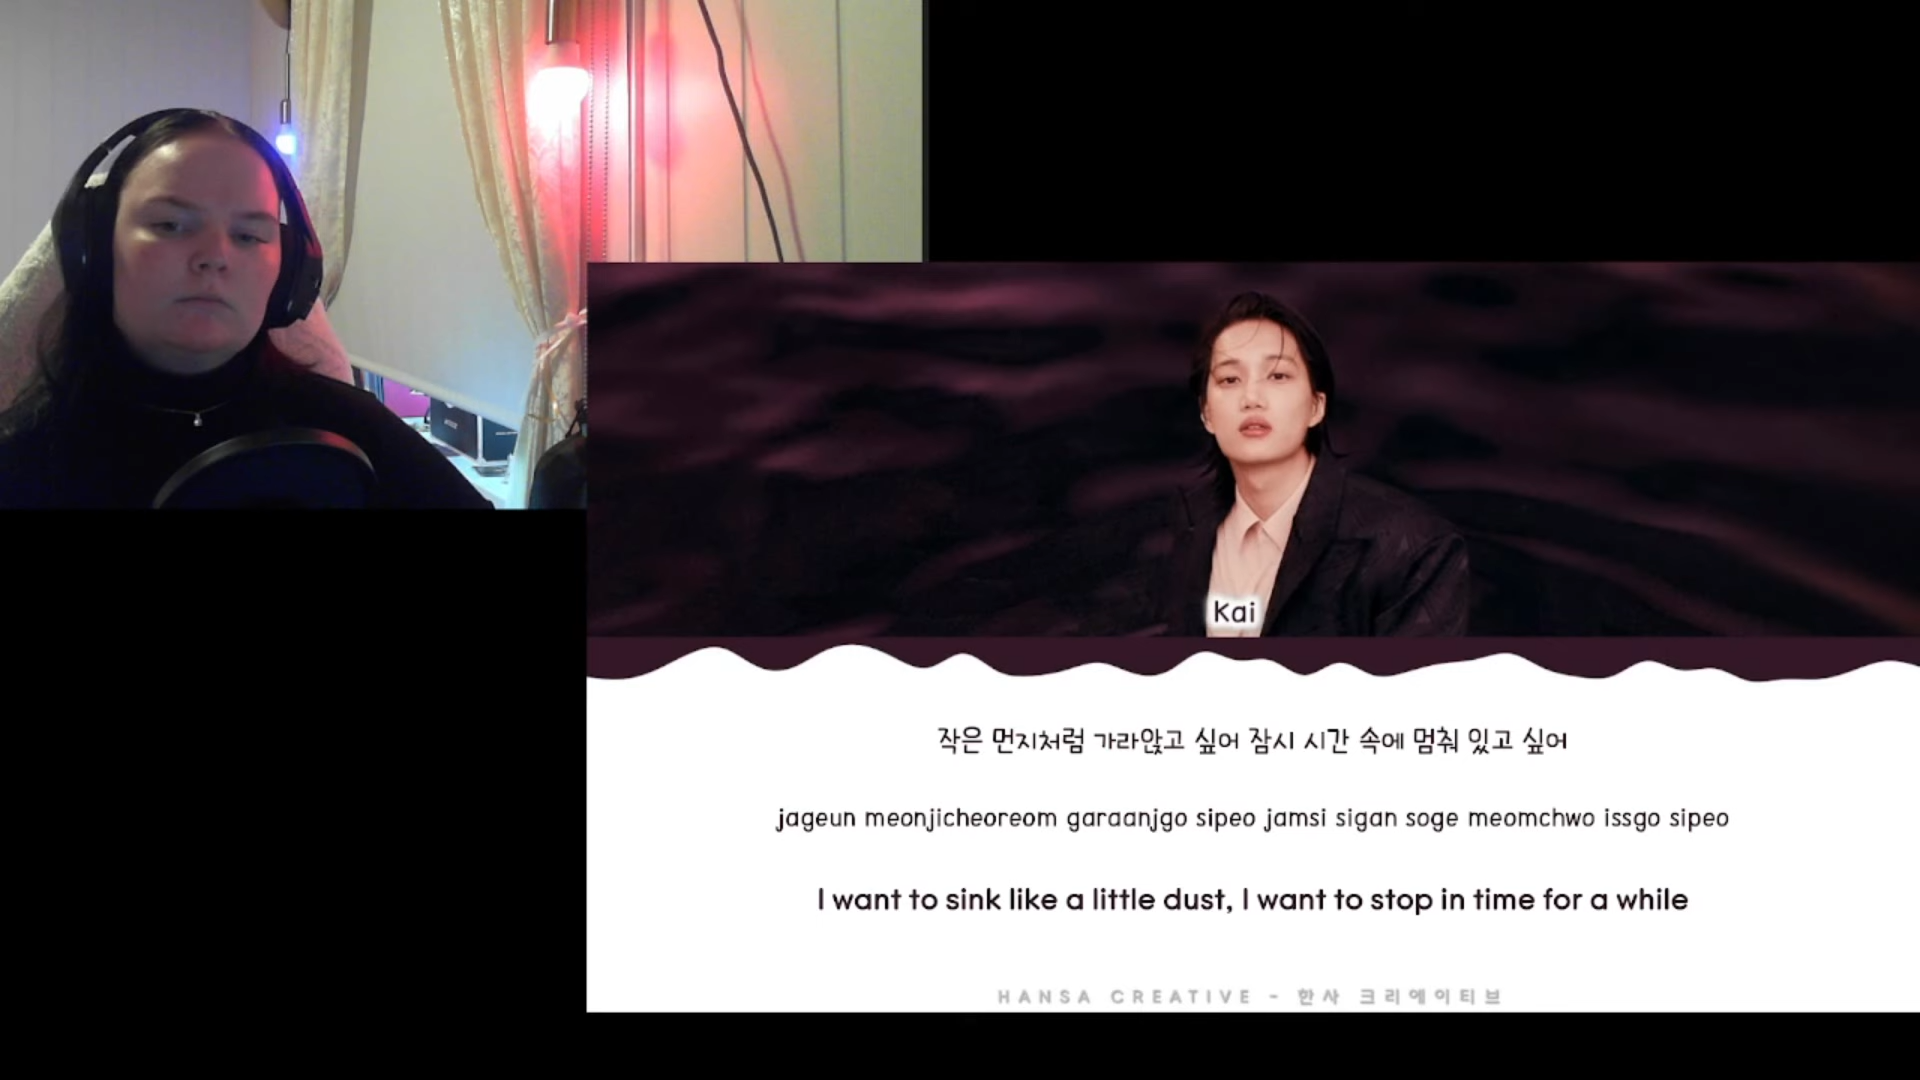 Kai
작은 먼지처럼 가라앉고 싶어 잠시 시간 속에 멈춰 있고 싶어
jageun meonjicheoreom garaanjgo sipeo jamsi sigan soge meomchwo issgo sipeo
I want to sink like a little dust, I want to stop in time for a while
HANSA CREATIVE - 한사 크리에이티브